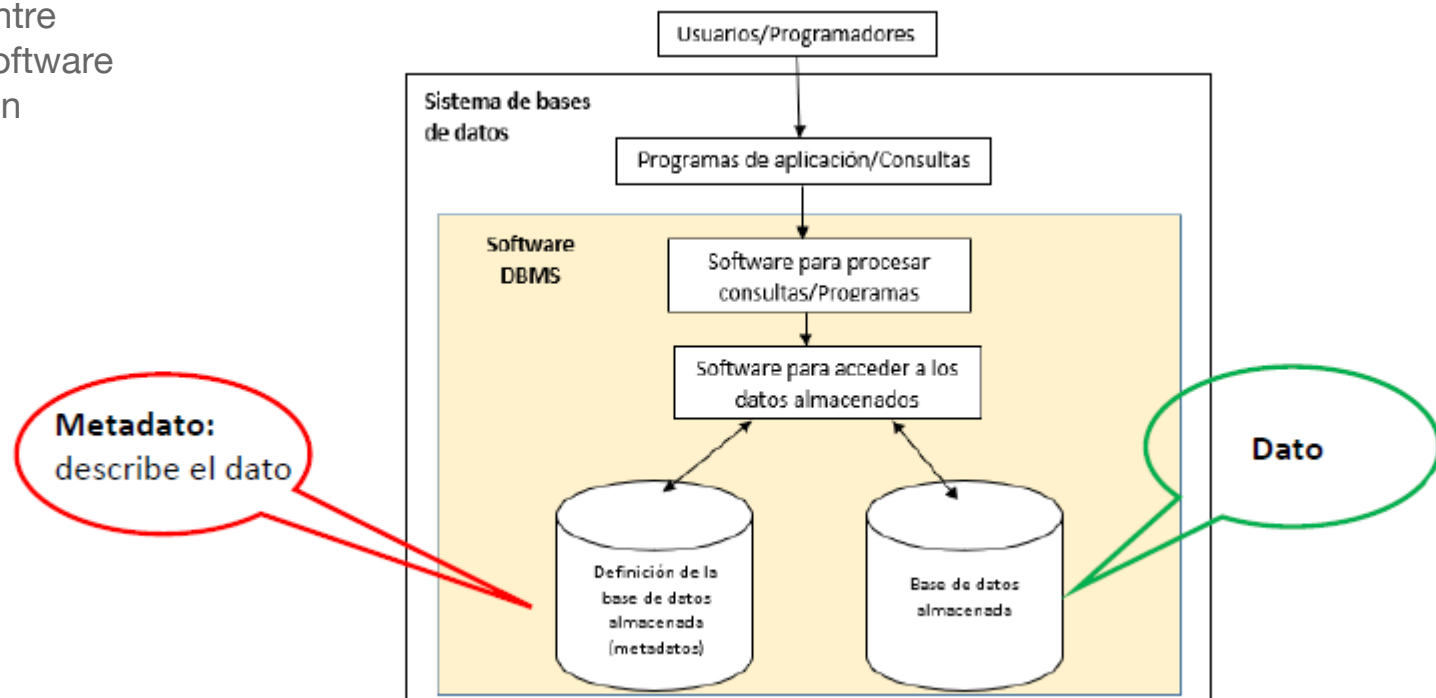 ntre
oftware
n
Usuarios/Programadores
Sistema de bases
de datos
Programas de aplicación/Consultas
Software
DBMS
Software para procesar
consultas/Programas
Software para acceder a los
datos almacenados
Metadato:
describe el dato
Dato
Definición de la
base de datos
almacenada
(metadatos)
Base de datos
almacenada